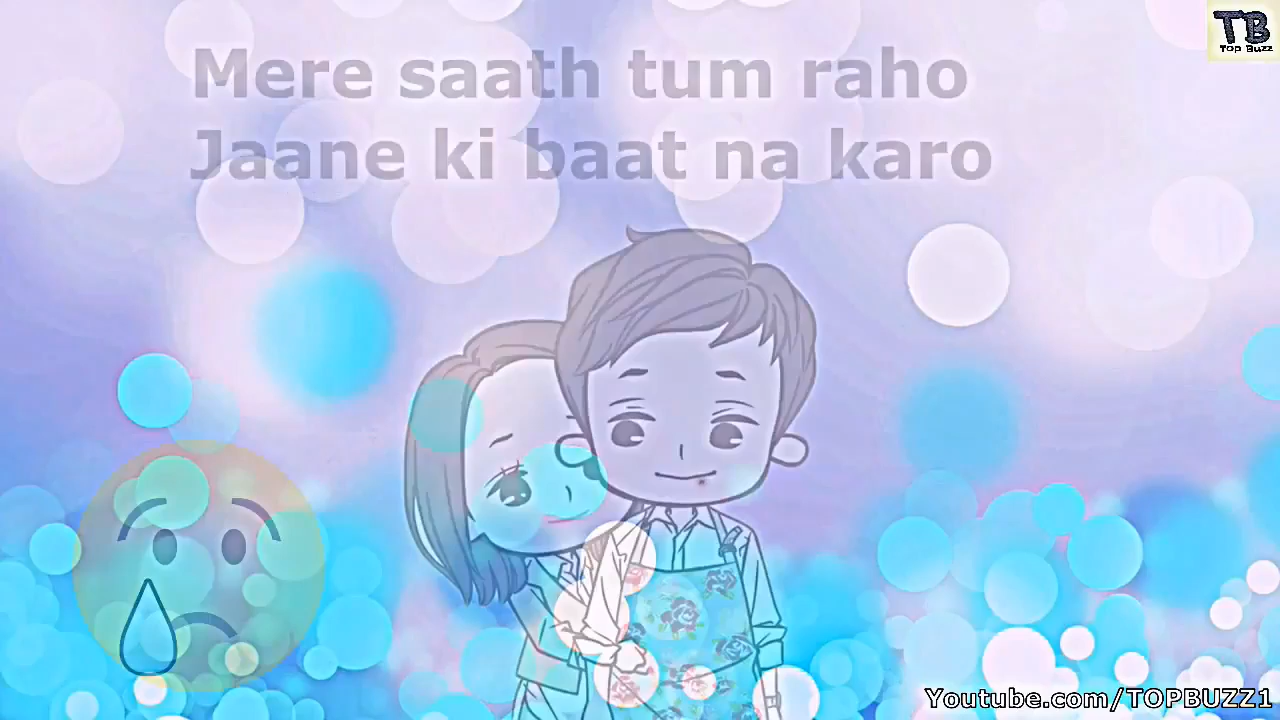 TB
Top Buzz
Mere saath tum raho
Jaane ki baat na karo
Youtube.com/TOPBUZZ1